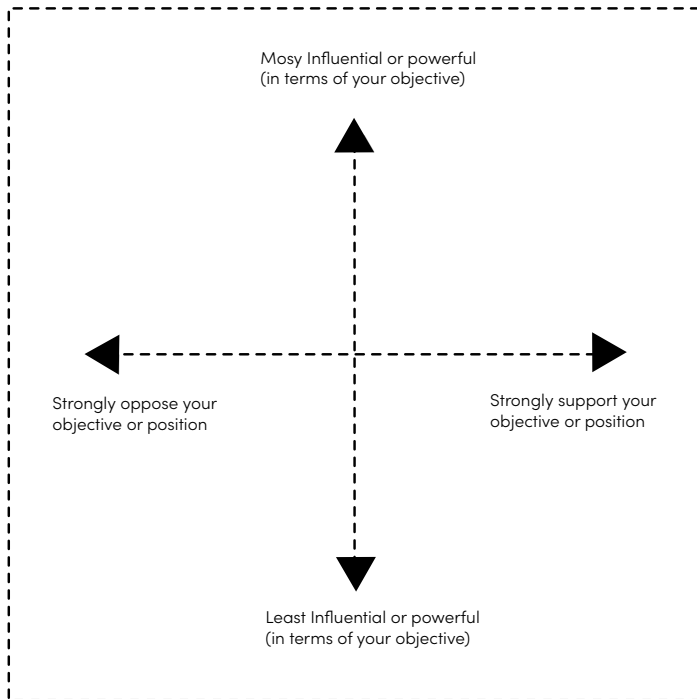 Mosy Influential or powerful
(in terms of your objective)
Strongly oppose your
objective or position
Strongly support your
objective or position
Least Influential or powerful
(in terms of your objective)